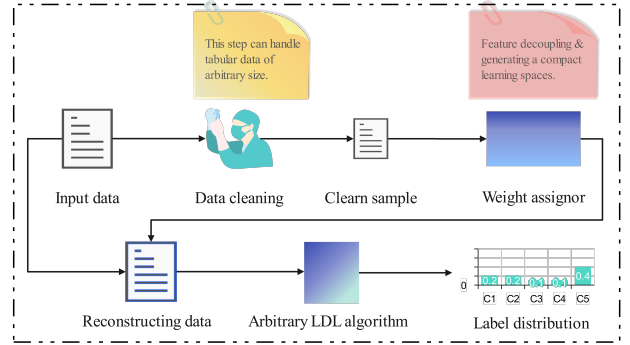 This step can handle
tabular data of
arbitrary size.
Feature decoupling &
generating a compact
learning spaces.
Input data
Data cleaning
Clearn sample
Weight assignor
Reconstructing data
Arbitrary LDL algorithm
0
0.2 0.2 0.1 0.1 0.4
C1 C2 C3 C4 C5
Label distribution